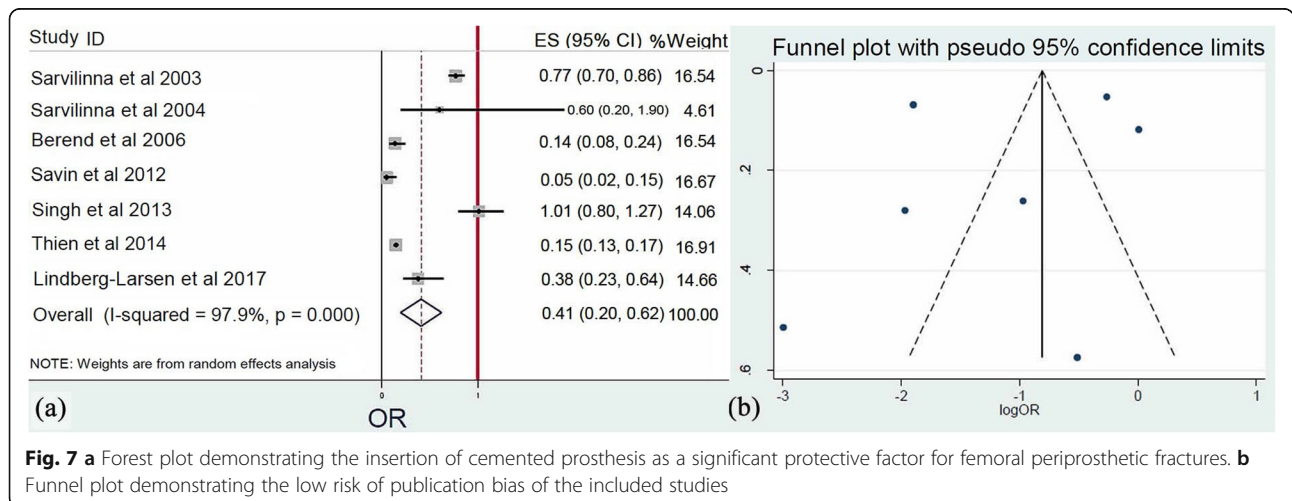 Study ID ES (95% CI) %Weight
Sarvilinna et al 2003 0.77 (0.70, 0.86) 16.54
Sarvilinna et al 2004 0.60 (0.20, 1.90) 4.61
Berend et al 2006 0.14 (0.08, 0.24) 16.54
Savin et al 2012 0.05 (0.02, 0.15) 16.67
Singh et al 2013 1.01 (0.80, 1.27) 14.06
Thien et al 2014 0.15 (0.13, 0.17) 16.91
Lindberg-Larsen et al 2017 0.38 (0.23, 0.64) 14.66
Overall (I-squared = 97.9%, p = 0.000) 0.41 (0.20, 0.62) 100.00
NOTE: Weights are from random effects analysis
0 1
(a) OR
Funnel plot with pseudo 95% confidence limits
0
.2
.4
.6
-3 -2 -1 0 1
(b) logOR
Fig. 7 a Forest plot demonstrating the insertion of cemented prosthesis as a significant protective factor for femoral periprosthetic fractures. b
Funnel plot demonstrating the low risk of publication bias of the included studies